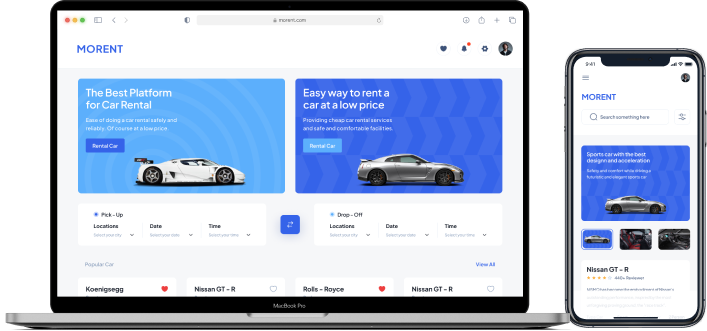 morent.com
MORENT
The Best Platform
for Car Rental
Ease of doing a car rental safely and
reliably. Of course at a low price.
Rental Car
Easy way to rent a
car at a low price
Providing cheap car rental services
and safe and comfortable facilities.
Rental Car
Pick - Up
Locations Date Time
Select your city Select your date Select your time
Drop - Off
Locations Date Time
Select your city Select your date Select your time
Popular Car View All
Koenigsegg
Nissan GT - R
Rolls - Royce
Nissan GT - R
MacBook Pro
9:41
MORENT
Search something here
Sports car with the best
design and acceleration
Safety and comfort while driving a
futuristic and elegant sports car
Nissan GT - R
440+ Reviewer